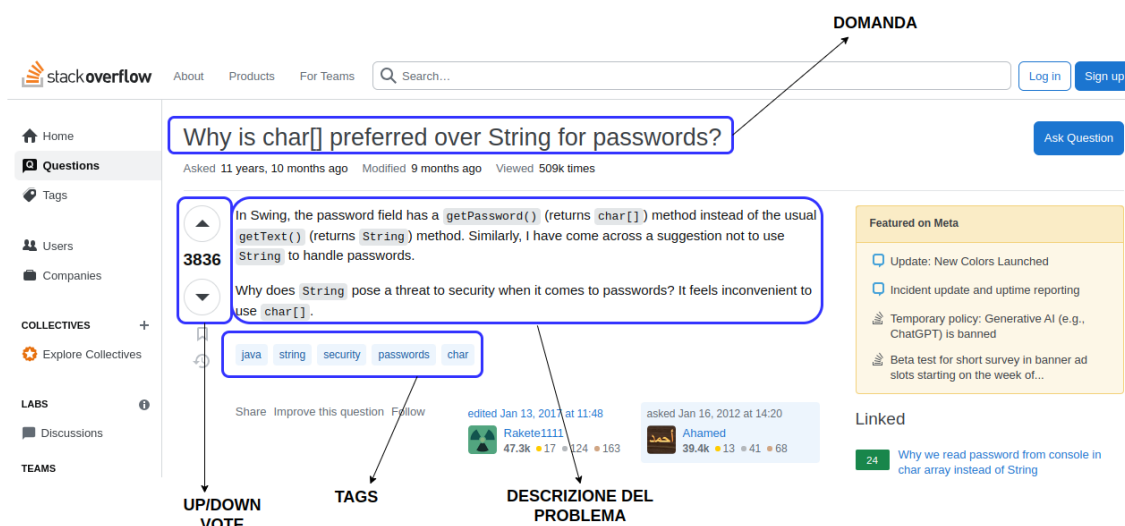 DOMANDA
stackoverflow
About Products For Teams Search... Log in Sign up
Home
Questions
Tags
Users
Companies
COLLECTIVES
Explore Collectives
LABS
Discussions
TEAMS
Why is char[] preferred over String for passwords?
Ask Question
Asked 11 years, 10 months ago Modified 9 months ago Viewed 509k times
3836
In Swing, the password field has a getPassword() (returns char[]) method instead of the usual
getText() (returns String) method. Similarly, I have come across a suggestion not to use
String to handle passwords.
Why does String pose a threat to security when it comes to passwords? It feels inconvenient to
use char[].
java string security passwords char
Share Improve this question Follow
edited Jan 13, 2017 at 11:48
Rakete1111
47.3k 17 124 163
asked Jan 16, 2012 at 14:20
أحمد
Ahamed
39.4k 13 41 68
Featured on Meta
Update: New Colors Launched
Incident update and uptime reporting
Temporary policy: Generative AI (e.g.,
ChatGPT) is banned
Beta test for short survey in banner ad
slots starting on the week of...
Linked
24 Why we read password from console in
char array instead of String
UP/DOWN
VOTE
TAGS
DESCRIZIONE DEL
PROBLEMA